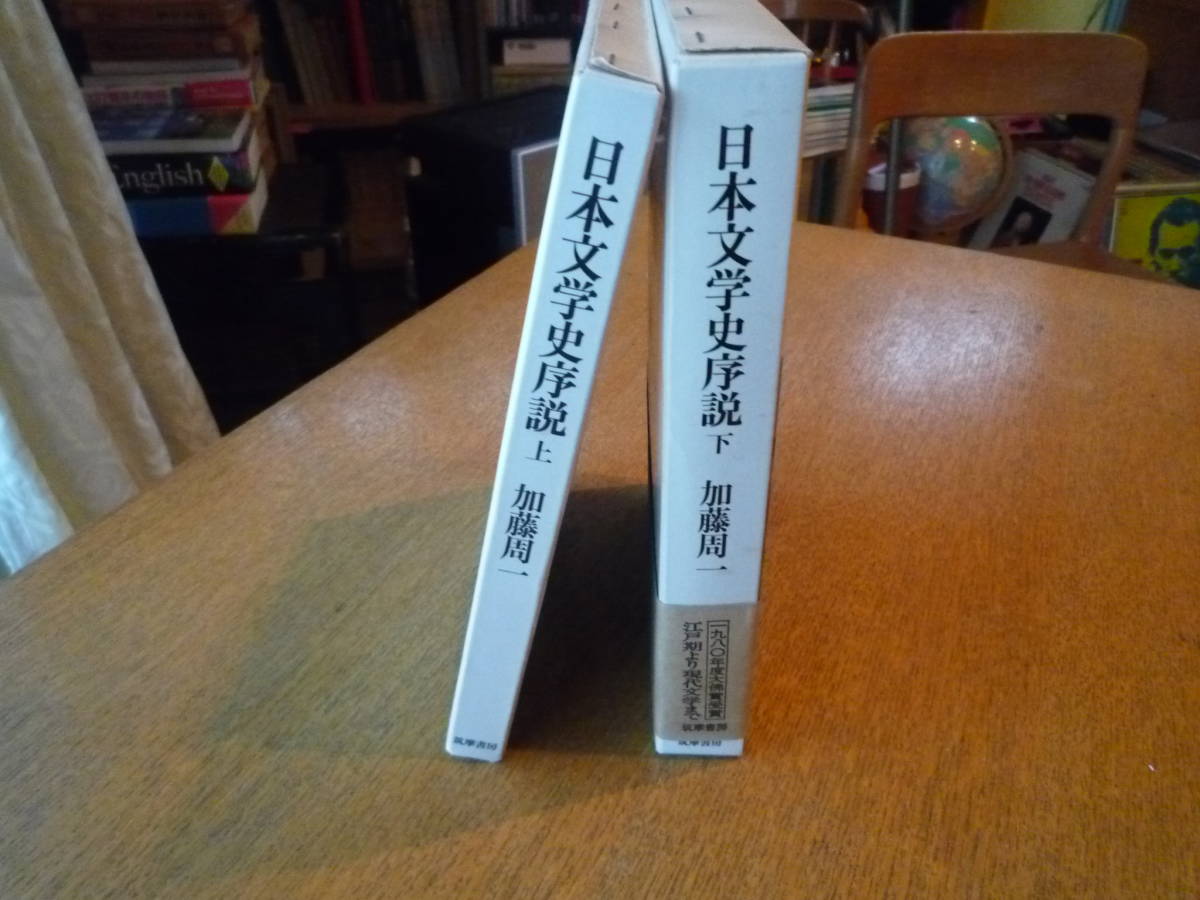 日本文学史序説 上 加藤周一
筑摩書房
日本文学史序説 下 加藤周一
一九八〇年度大佛賞受賞
江戸期より現代文学まで
筑摩書房
筑摩書房
English